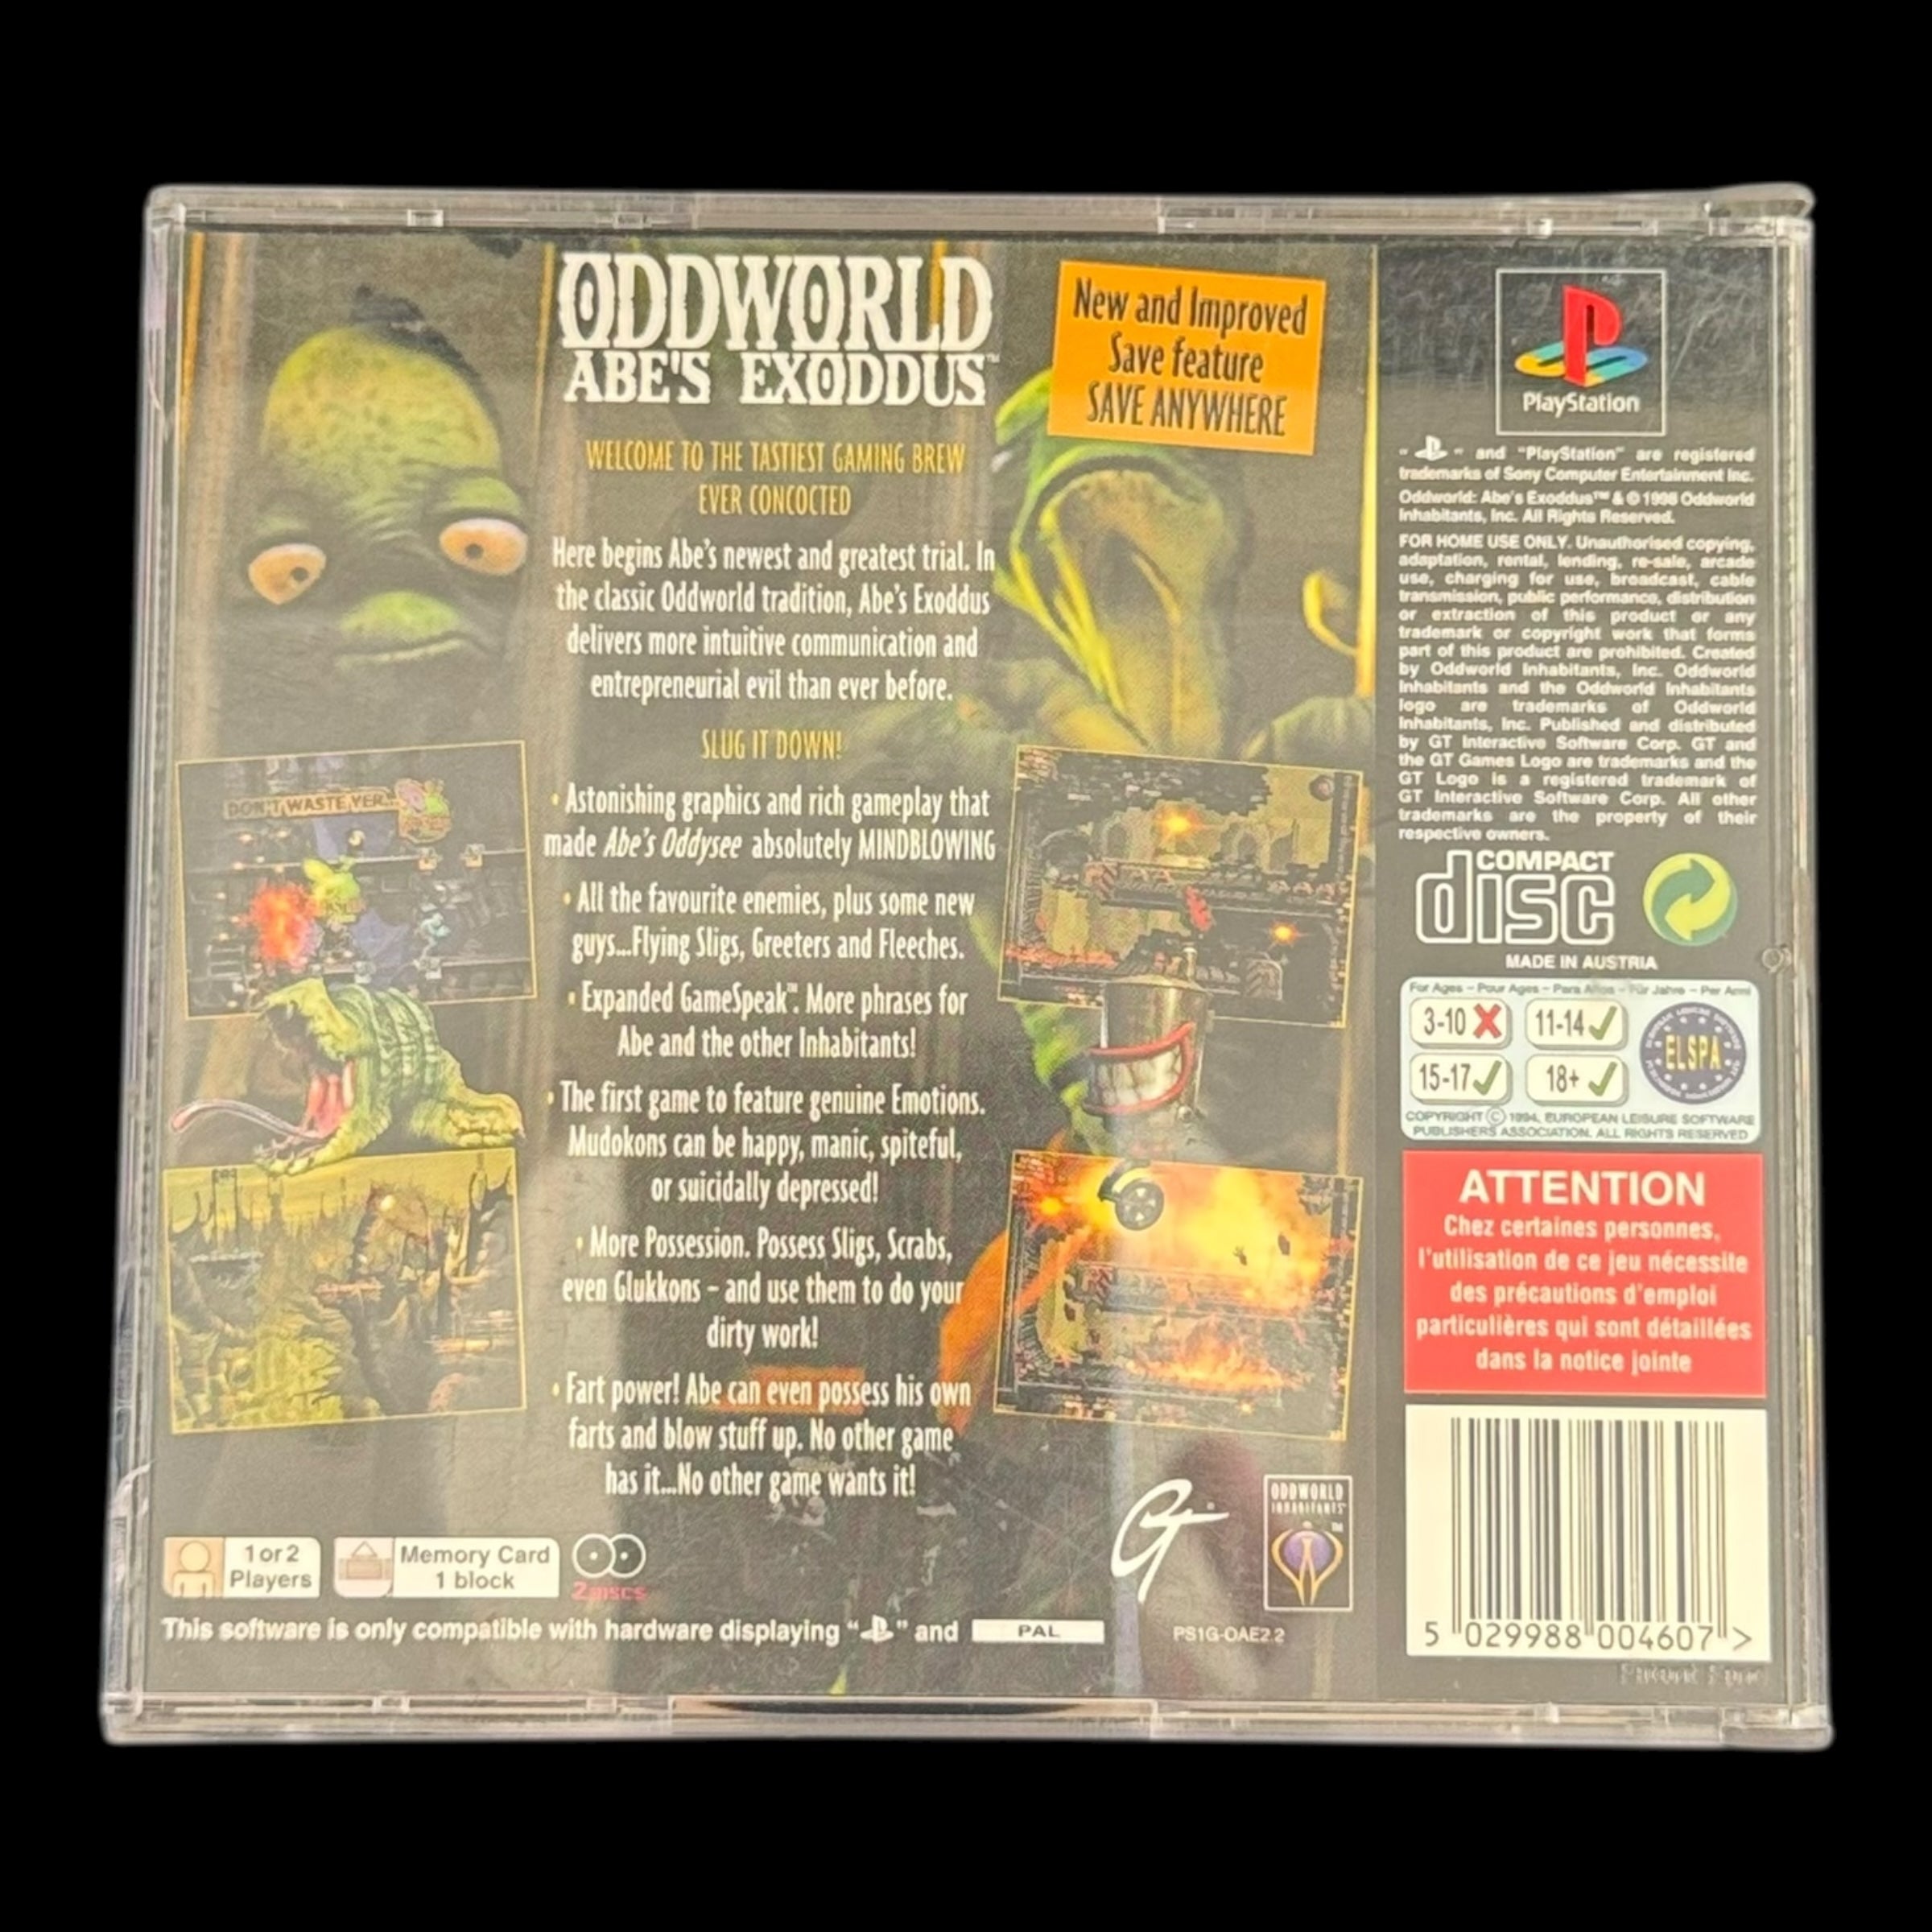 ODDWORLD
ABE'S EXODDUS™
New and Improved
Save feature
SAVE ANYWHERE
WELCOME TO THE TASTIEST GAMING BREW
EVER CONCOCTED
Here begins Abe's newest and greatest trial. In
the classic Oddworld tradition, Abe's Exoddus
delivers more intuitive communication and
entrepreneurial evil than ever before.
SLUG IT DOWN!
• Astonishing graphics and rich gameplay that
made Abe's Oddysee absolutely MINDBLOWING
• All the favourite enemies, plus some new
guys...Flying Sligs, Greeters and Fleeches.
• Expanded GameSpeak™. More phrases for
Abe and the other Inhabitants!
• The first game to feature genuine Emotions.
Mudokons can be happy, manic, spiteful,
or suicidally depressed!
• More Possession. Possess Sligs, Scrabs,
even Glukkons – and use them to do your
dirty work!
• Fart power! Abe can even possess his own
farts and blow stuff up. No other game
has it...No other game wants it!
DON'T WASTE YER...
1 or 2
Players
Memory Card
1 block
2 Discs
This software is only compatible with hardware displaying " " and PAL
GT
ODDWORLD
INHABITANTS™
PS1G-OAE2.2
PlayStation
" " and "PlayStation" are registered
trademarks of Sony Computer Entertainment Inc.
Oddworld: Abe's Exoddus™ & © 1998 Oddworld
Inhabitants, Inc. All Rights Reserved.
FOR HOME USE ONLY. Unauthorised copying,
adaptation, rental, lending, re-sale, arcade
use, charging for use, broadcast, cable
transmission, public performance, distribution
or extraction of this product or any
trademark or copyright work that forms
part of this product are prohibited. Created
by Oddworld Inhabitants, Inc. Oddworld
Inhabitants and the Oddworld Inhabitants
logo are trademarks of Oddworld
Inhabitants, Inc. Published and distributed
by GT Interactive Software Corp. GT and
the GT Games Logo are trademarks and the
GT Logo is a registered trademark of
GT Interactive Software Corp. All other
trademarks are the property of their
respective owners.
COMPACT
disc
MADE IN AUSTRIA
For Ages – Pour Ages – Para Años – Für Jahre – Per Anni
3-10 11-14
15-17 18+
ELSPA
COPYRIGHT © 1994, EUROPEAN LEISURE SOFTWARE
PUBLISHERS ASSOCIATION. ALL RIGHTS RESERVED
ATTENTION
Chez certaines personnes,
l'utilisation de ce jeu nécessite
des précautions d'emploi
particulières qui sont détaillées
dans la notice jointe
5 029988 004607 >